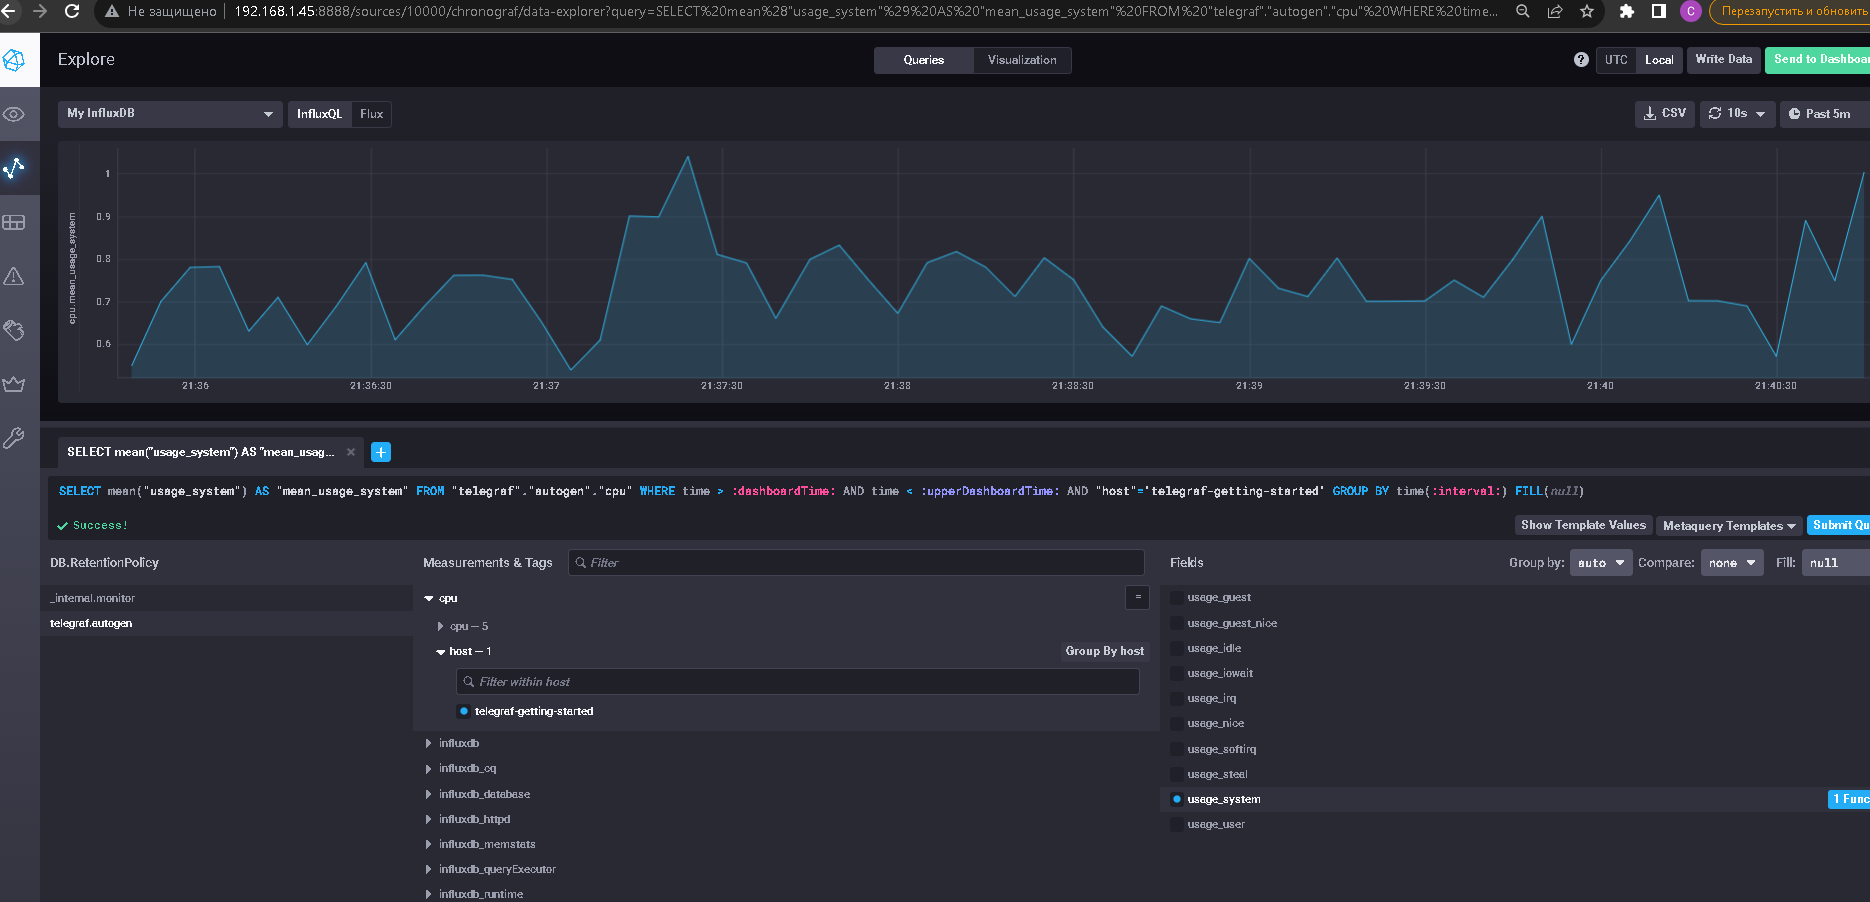 Не защищено 192.168.1.45:8888/sources/10000/chronograf/data-explorer?query=SELECT%20mean%28"usage_system"%29%20AS%20"mean_usage_system"%20FROM%20"telegraf"."autogen"."cpu"%20WHERE%20time... C Перезапустить и обновить
Explore Queries Visualization ? UTC Local Write Data Send to Dashboar
My InfluxDB InfluxQL Flux CSV 10s Past 5m
cpu.mean_usage_system
1
0.9
0.8
0.7
0.6
21:36 21:36:30 21:37 21:37:30 21:38 21:38:30 21:39 21:39:30 21:40 21:40:30
SELECT mean("usage_system") AS "mean_usag... × +
SELECT mean("usage_system") AS "mean_usage_system" FROM "telegraf"."autogen"."cpu" WHERE time > :dashboardTime: AND time < :upperDashboardTime: AND "host"='telegraf-getting-started' GROUP BY time(:interval:) FILL(null)
Success! Show Template Values Metaquery Templates Submit Qu
DB.RetentionPolicy Measurements & Tags Filter Fields Group by: auto Compare: none Fill: null
_internal.monitor
telegraf.autogen
cpu =
cpu — 5
host — 1 Group By host
Filter within host
telegraf-getting-started
influxdb
influxdb_cq
influxdb_database
influxdb_httpd
influxdb_memstats
influxdb_queryExecutor
influxdb_runtime
usage_guest
usage_guest_nice
usage_idle
usage_iowait
usage_irq
usage_nice
usage_softirq
usage_steal
usage_system 1 Func
usage_user